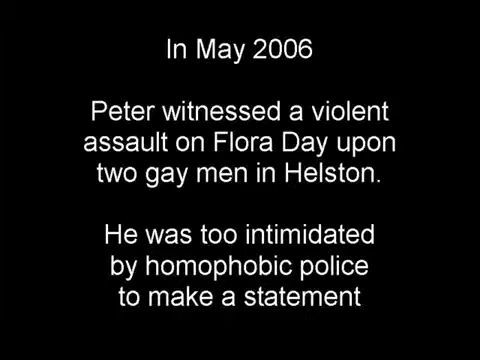 In May 2006
Peter witnessed a violent
assault on Flora Day upon
two gay men in Helston.
He was too intimidated
by homophobic police
to make a statement